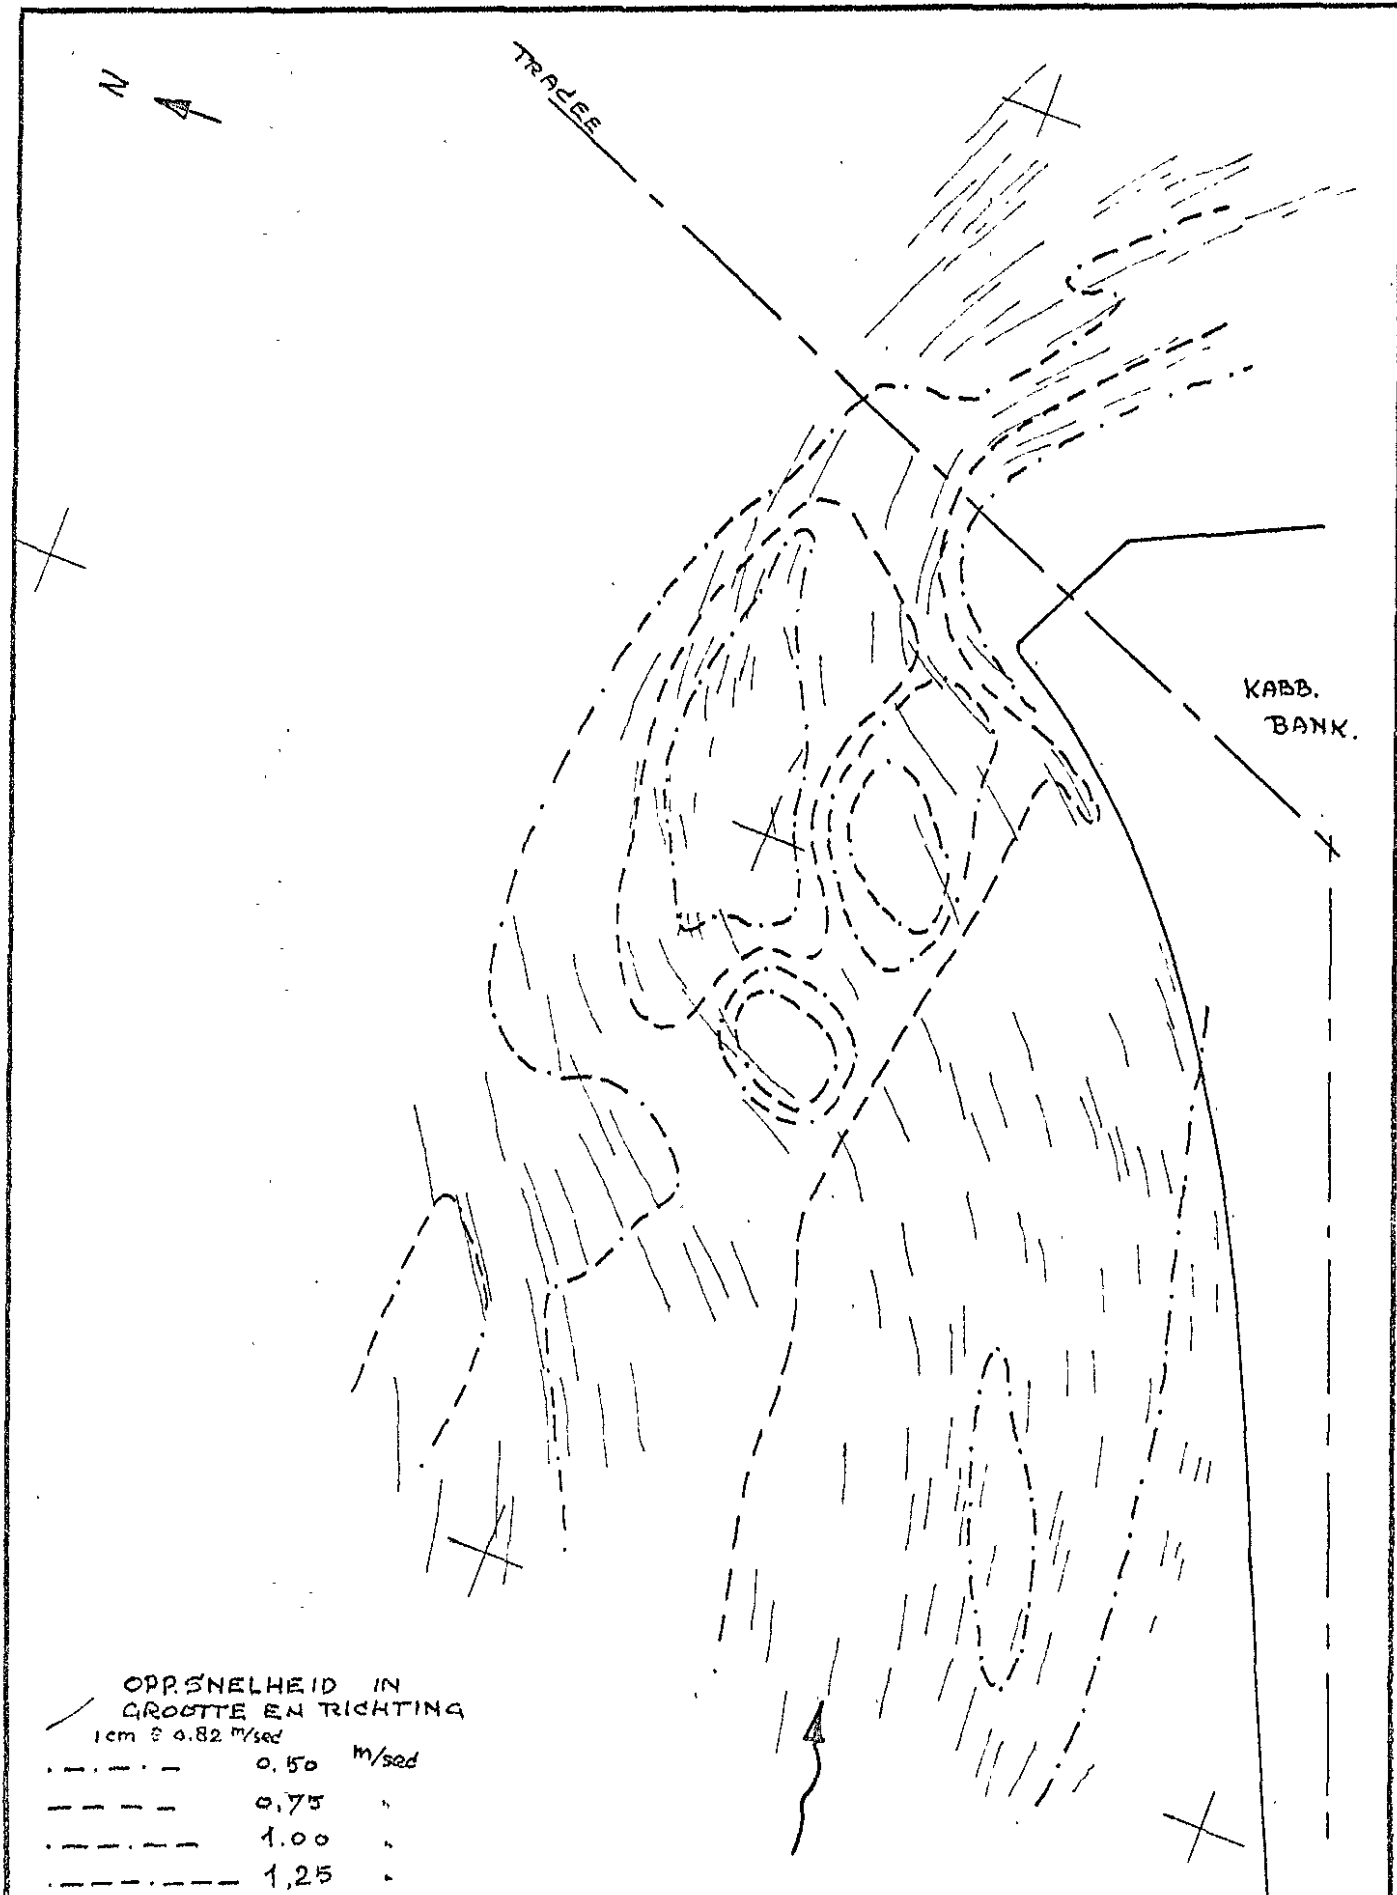 N
TRACEE
KABB.
BANK.
OPP. SNELHEID IN
GROOTTE EN RICHTING
1cm ≙ 0.82 m/sec
0.50 m/sec
0,75 "
1.00 "
1,25 "